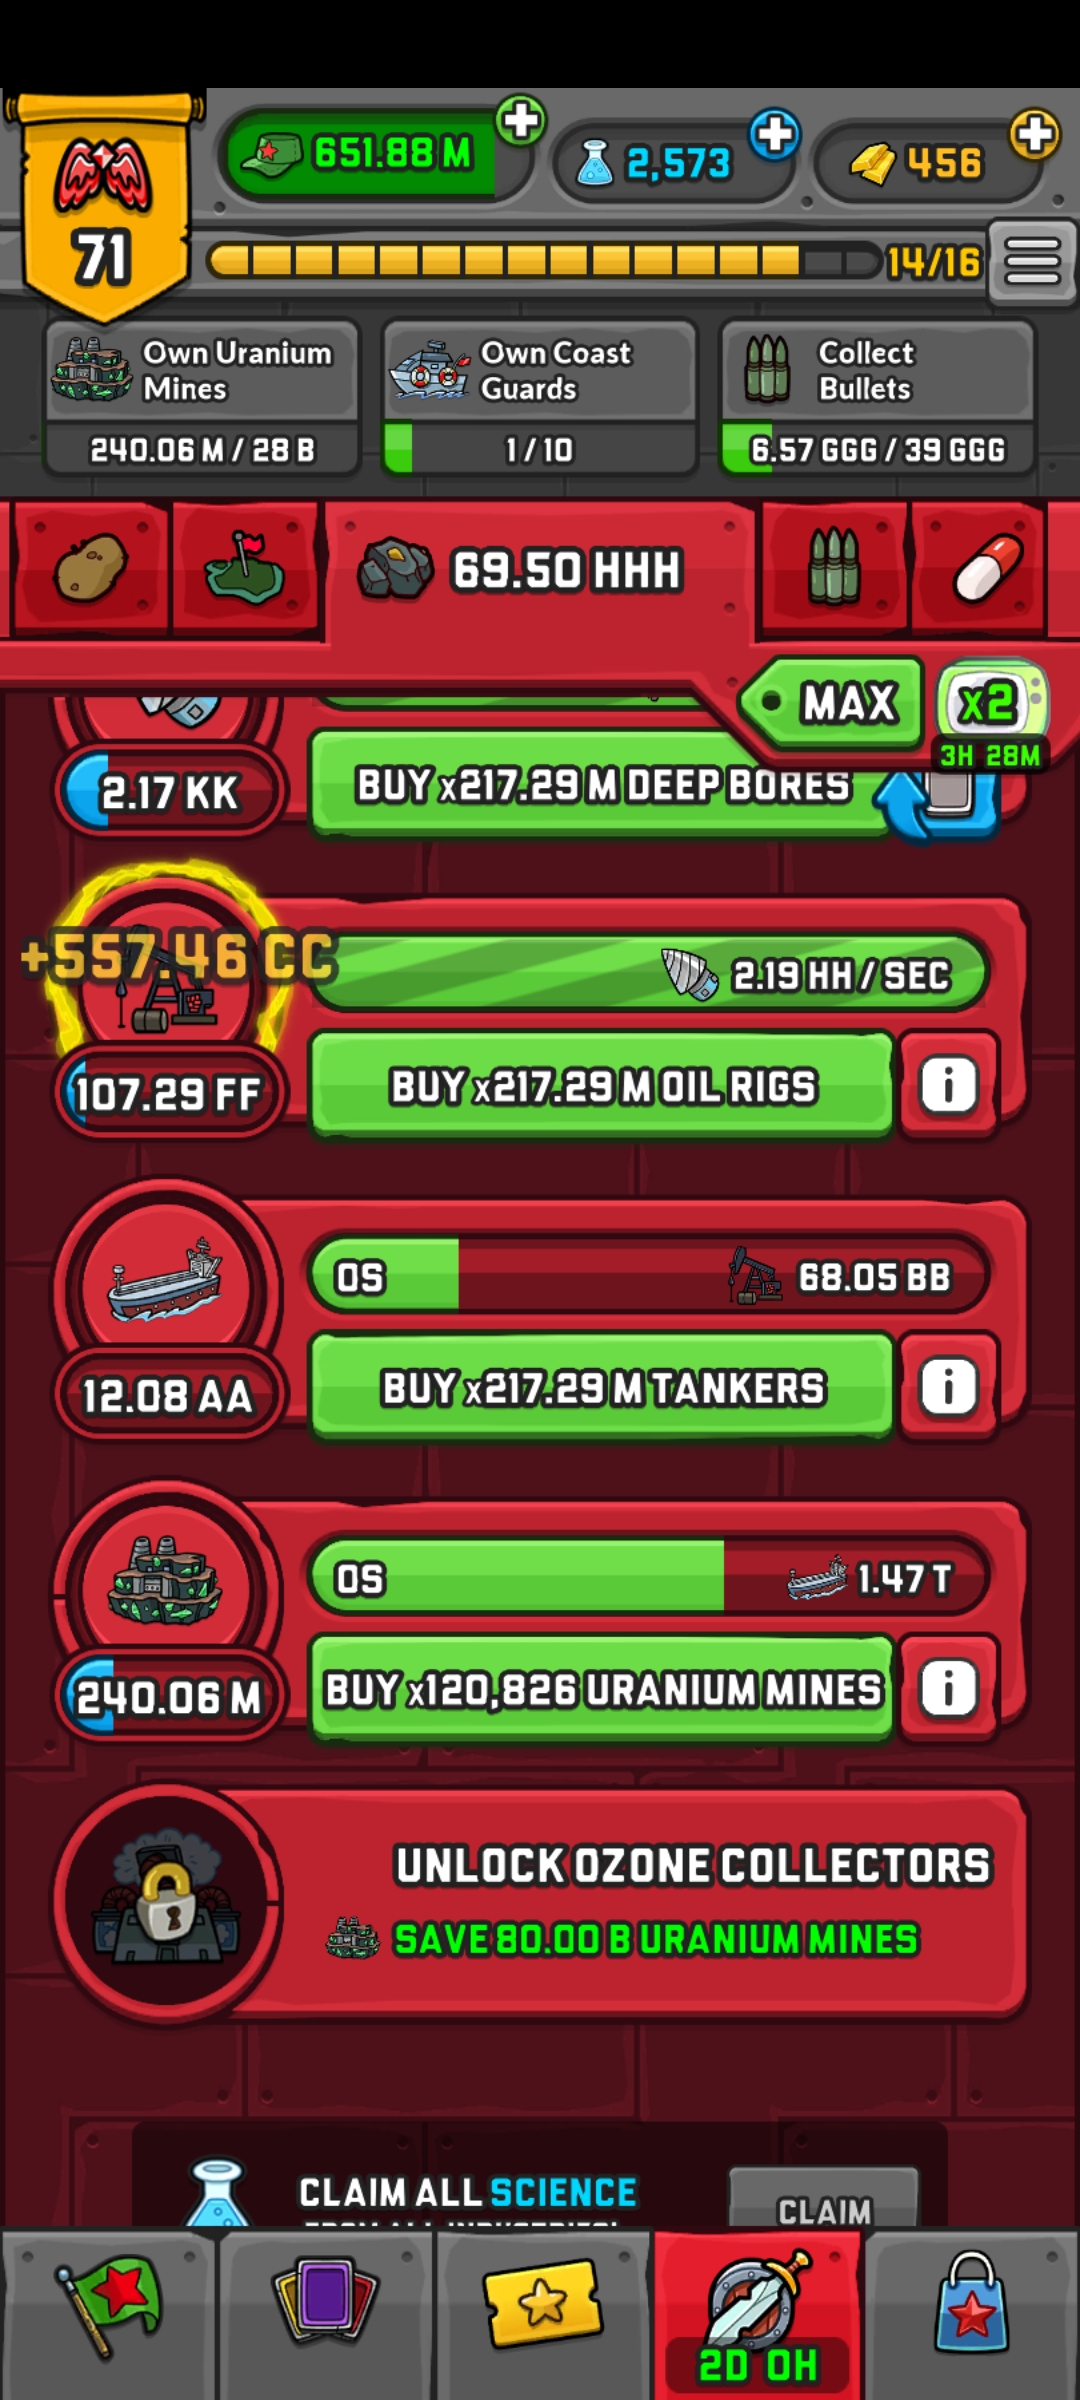 651.88 M
2,573
456
71
14/16
Own Uranium
Mines
240.06 M / 28 B
Own Coast
Guards
1 / 10
Collect
Bullets
6.57 GGG / 39 GGG
69.50 HHH
MAX
x2
3H 28M
2.17 KK
BUY x217.29 M DEEP BORES
+557.46 CC
2.19 HH / SEC
107.29 FF
BUY x217.29 M OIL RIGS
i
0S
68.05 BB
12.08 AA
BUY x217.29 M TANKERS
i
0S
1.47 T
240.06 M
BUY x120,826 URANIUM MINES
i
UNLOCK OZONE COLLECTORS
SAVE 80.00 B URANIUM MINES
CLAIM ALL SCIENCE
FROM ALL INDUSTRIES!
CLAIM
2D 0H